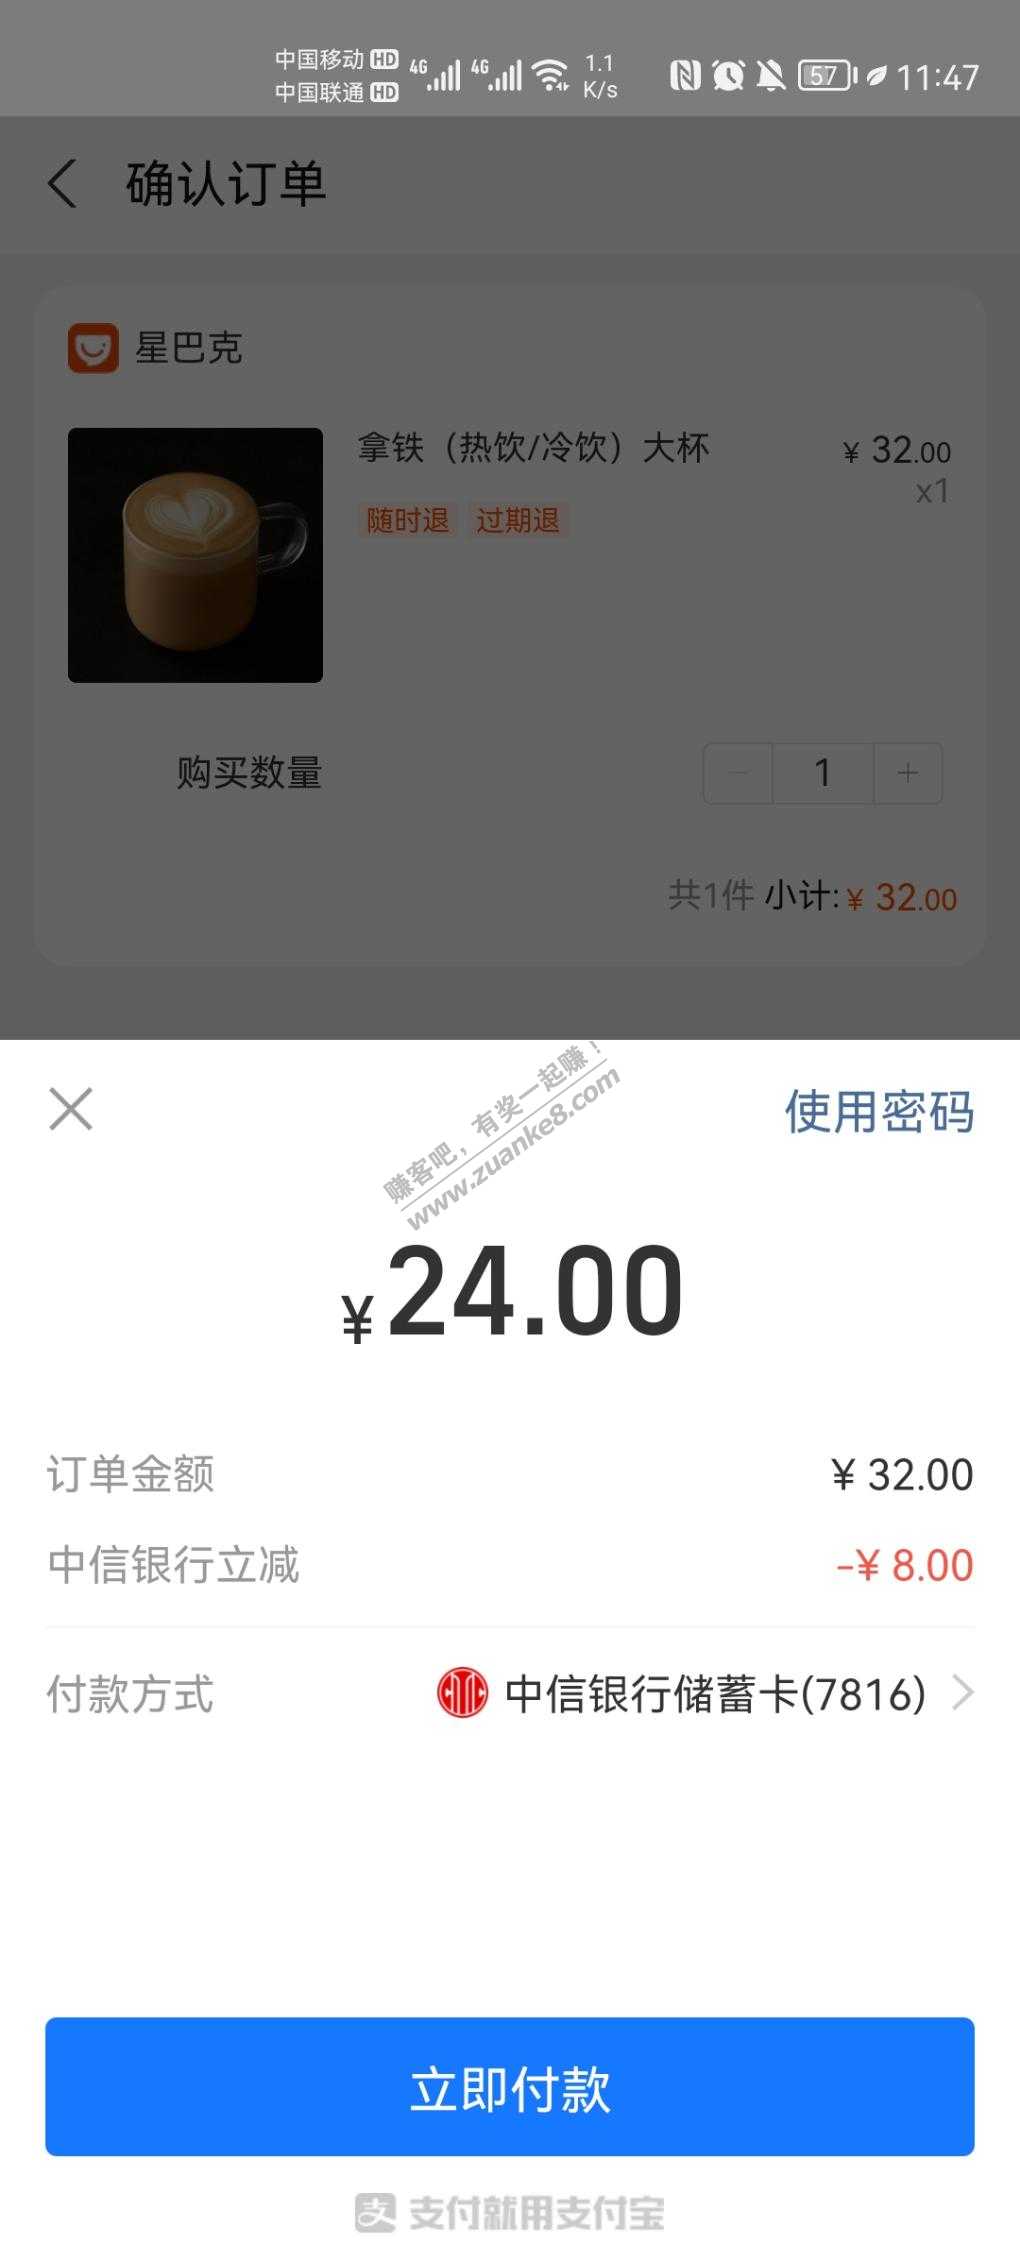 中国移动 HD 4G 4G 1.1 K/s 57 11:47
中国联通 HD
确认订单
星巴克
拿铁（热饮/冷饮）大杯 ¥ 32.00
x1
随时退 过期退
购买数量 − 1 +
共1件 小计: ¥ 32.00
使用密码
赚客吧，有奖一起赚！
www.zuanke8.com
¥24.00
订单金额 ¥ 32.00
中信银行立减 -¥ 8.00
付款方式 中信银行储蓄卡(7816)
立即付款
支 支付就用支付宝